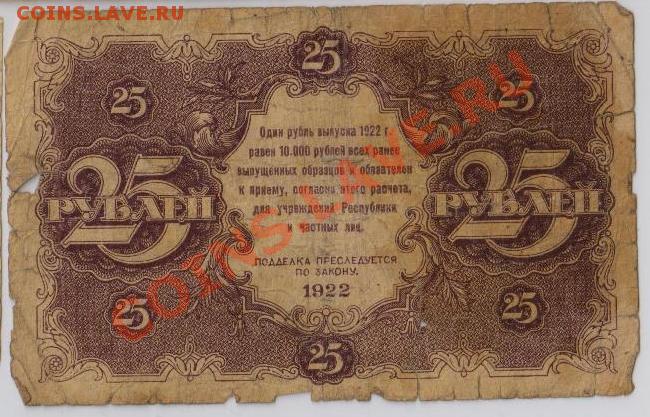 COINS.LAVE.RU
25
25
25
25 РУБЛЕЙ
25 РУБЛЕЙ
Один рубль выпуска 1922 г.
равен 10.000 рублей всех ранее
выпущенных образцов и обязателен
к приему, согласно этого расчета,
для учреждений Республики
и частных лиц.
ПОДДЕЛКА ПРЕСЛЕДУЕТСЯ
ПО ЗАКОНУ.
1922
25
25
25
COINS.LAVE.RU